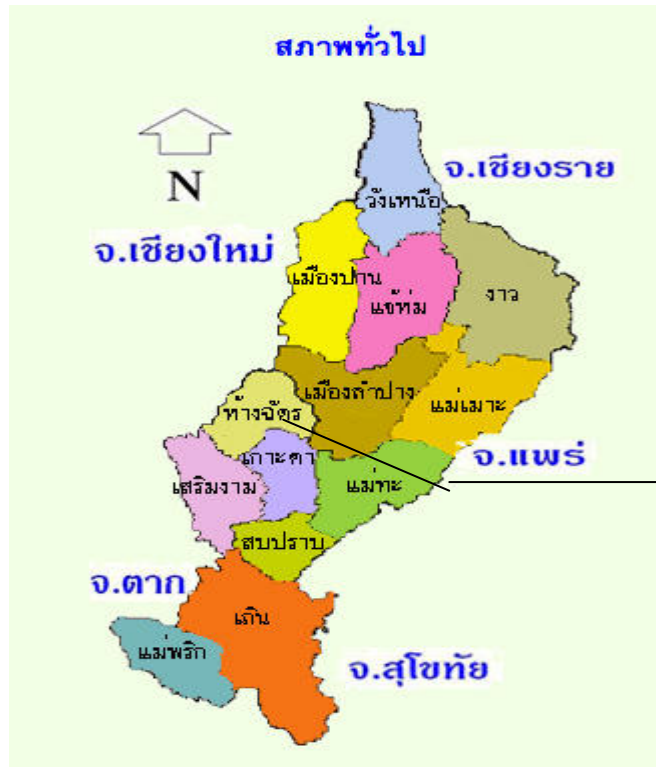 สภาพทั่วไป
N
จ.เชียงราย
วังเหนือ
จ.เชียงใหม่
เมืองปาน
แจ้ห่ม
งาว
เมืองลำปาง
แม่เมาะ
ห้างฉัตร
เกาะคา
จ.แพร่
เสริมงาม
แม่ทะ
สบปราบ
จ.ตาก
เถิน
แม่พริก
จ.สุโขทัย